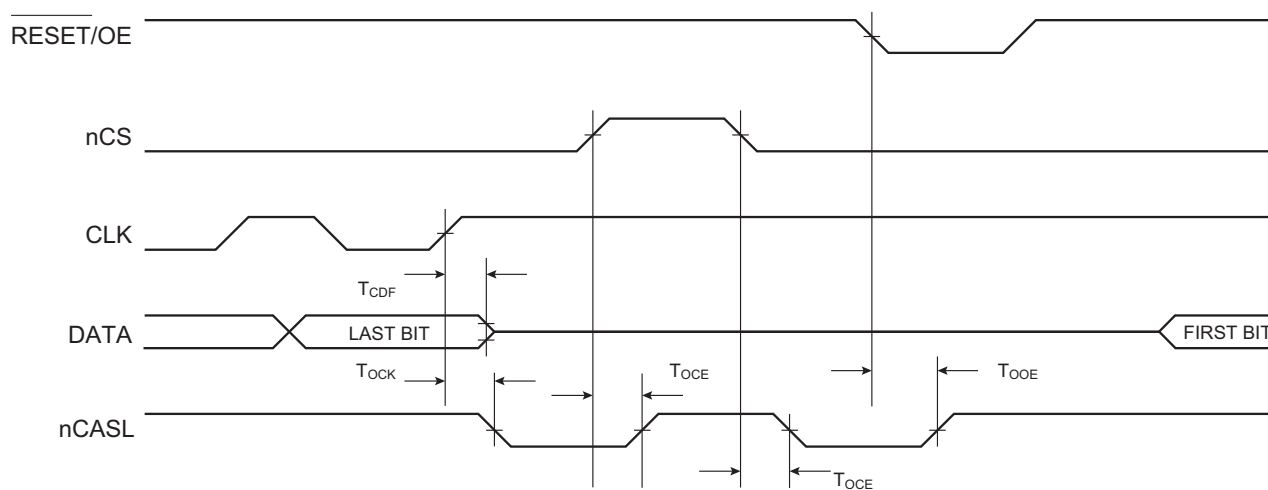 RESET/OE
nCS
CLK
TCDF
DATA
LAST BIT
FIRST BIT
TOCK
TOCE
TOOE
nCASL
TOCE